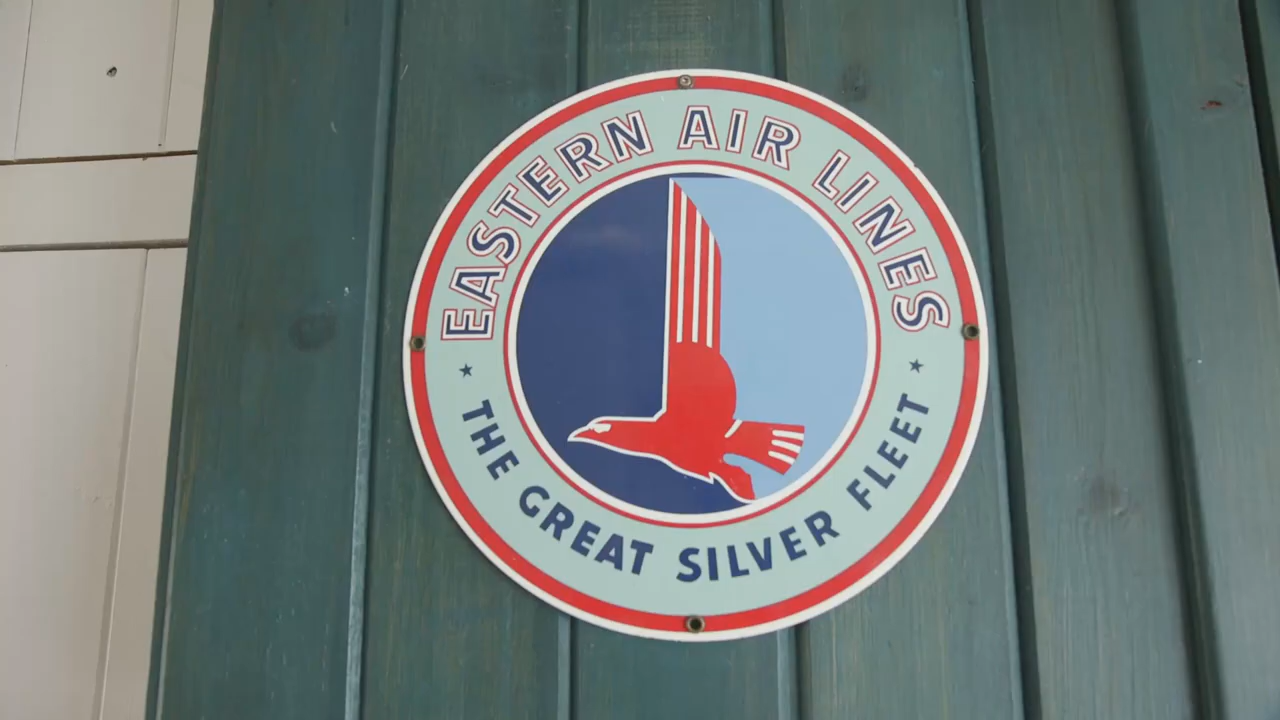 EASTERN AIR LINES
★ THE GREAT SILVER FLEET ★